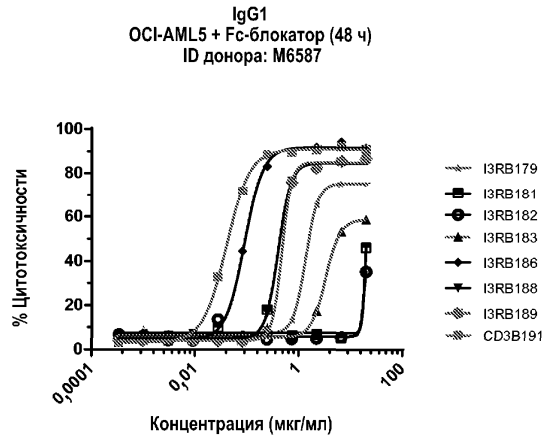 IgG1
OCI-AML5 + Fc-блокатор (48 ч)
ID донора: M6587
% Цитотоксичности
100
80
60
40
20
0
0,0001
0,01
1
100
Концентрация (мкг/мл)
I3RB179
I3RB181
I3RB182
I3RB183
I3RB186
I3RB188
I3RB189
CD3B191